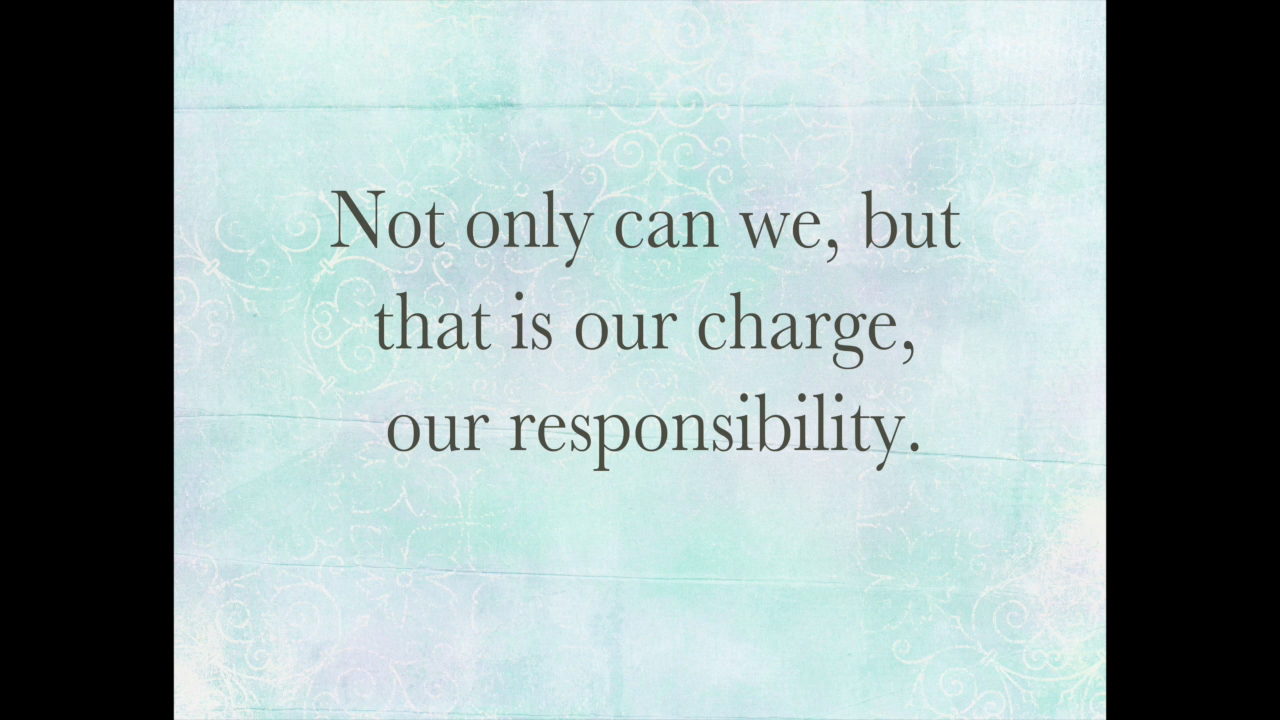 Not only can we, but
that is our charge,
our responsibility.